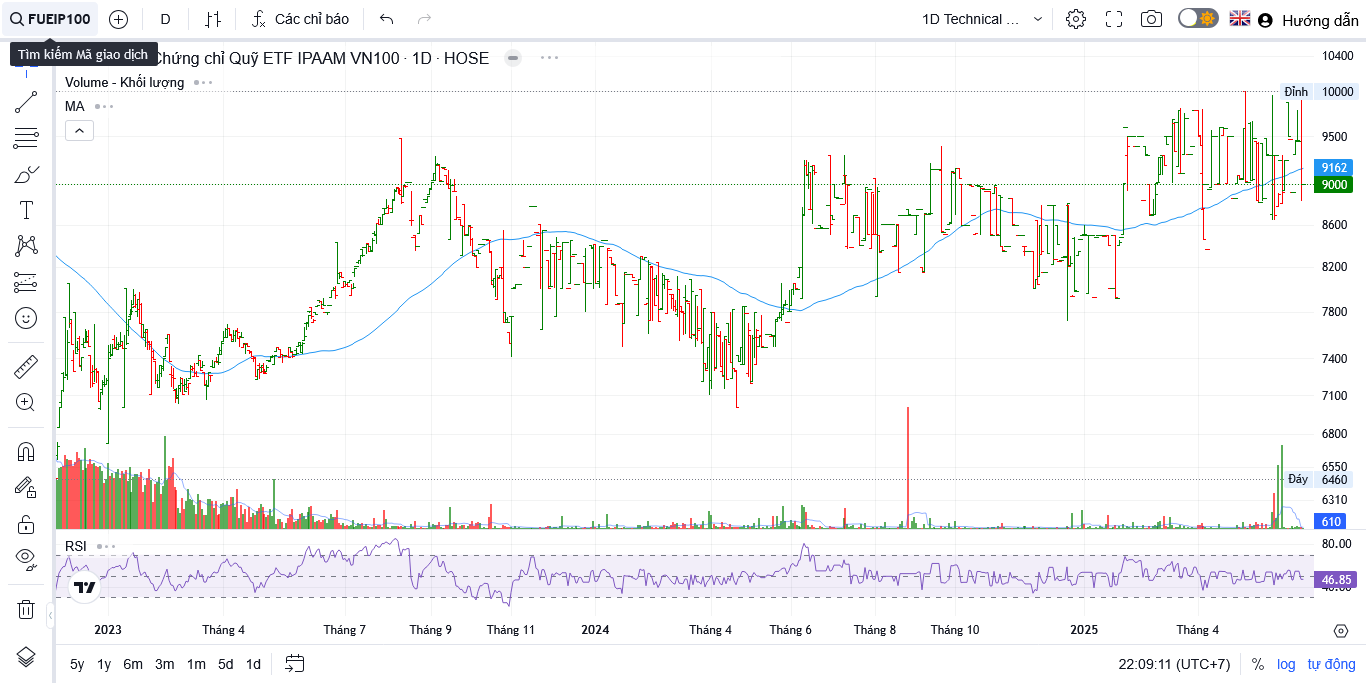 FUEIP100
D
Các chỉ báo
1D Technical ...
Hướng dẫn
Tìm kiếm Mã giao dịch
Chứng chỉ Quỹ ETF IPAAM VN100 · 1D · HOSE
Volume - Khối lượng
MA
10400
Đỉnh 10000
9500
9162
9000
8600
8200
7800
7400
7100
6800
6550
Đáy 6460
6310
610
RSI
80.00
46.85
40.00
2023 Tháng 4 Tháng 7 Tháng 9 Tháng 11 2024 Tháng 4 Tháng 6 Tháng 8 Tháng 10 2025 Tháng 4
5y 1y 6m 3m 1m 5d 1d
22:09:11 (UTC+7) % log tự động